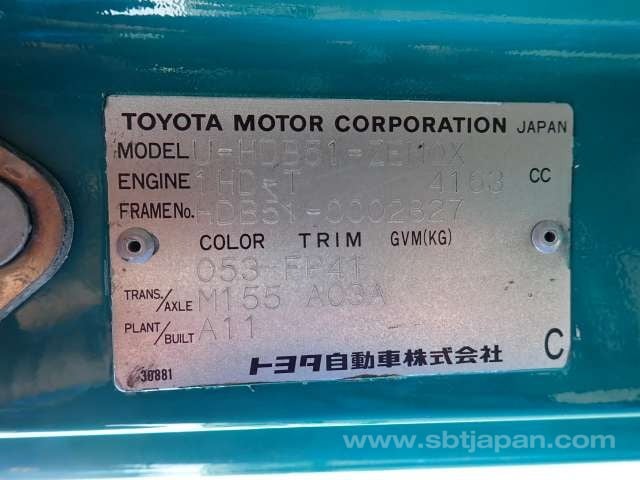 TOYOTA MOTOR CORPORATION JAPAN
MODEL U-HDB51-ZEMQX
ENGINE 1HD-T 4163 CC
FRAME No. HDB51-0002827
COLOR TRIM GVM(KG)
053 FP41
TRANS./AXLE M155 A03A
PLANT/BUILT A11
トヨタ自動車株式会社 C
30881
www.sbtjapan.com